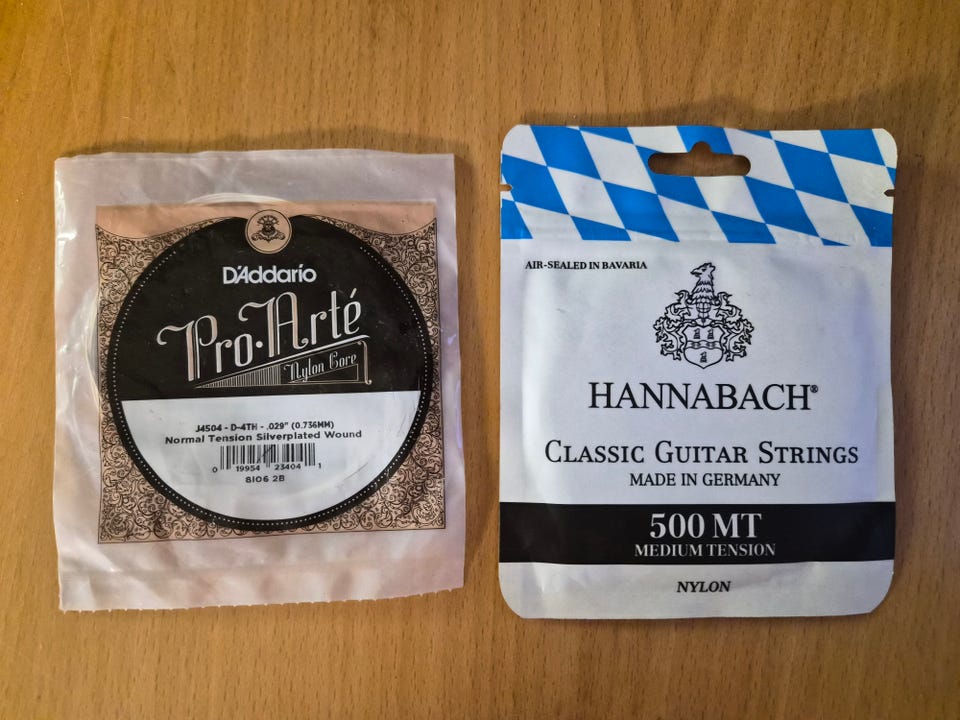 D'Addario
Pro·Arté
Nylon Core
J4504 - D-4TH - .029" (0.736MM)
Normal Tension Silverplated Wound
0 19954 23404 1
8106 2B
AIR-SEALED IN BAVARIA
HANNABACH®
CLASSIC GUITAR STRINGS
MADE IN GERMANY
500 MT
MEDIUM TENSION
NYLON